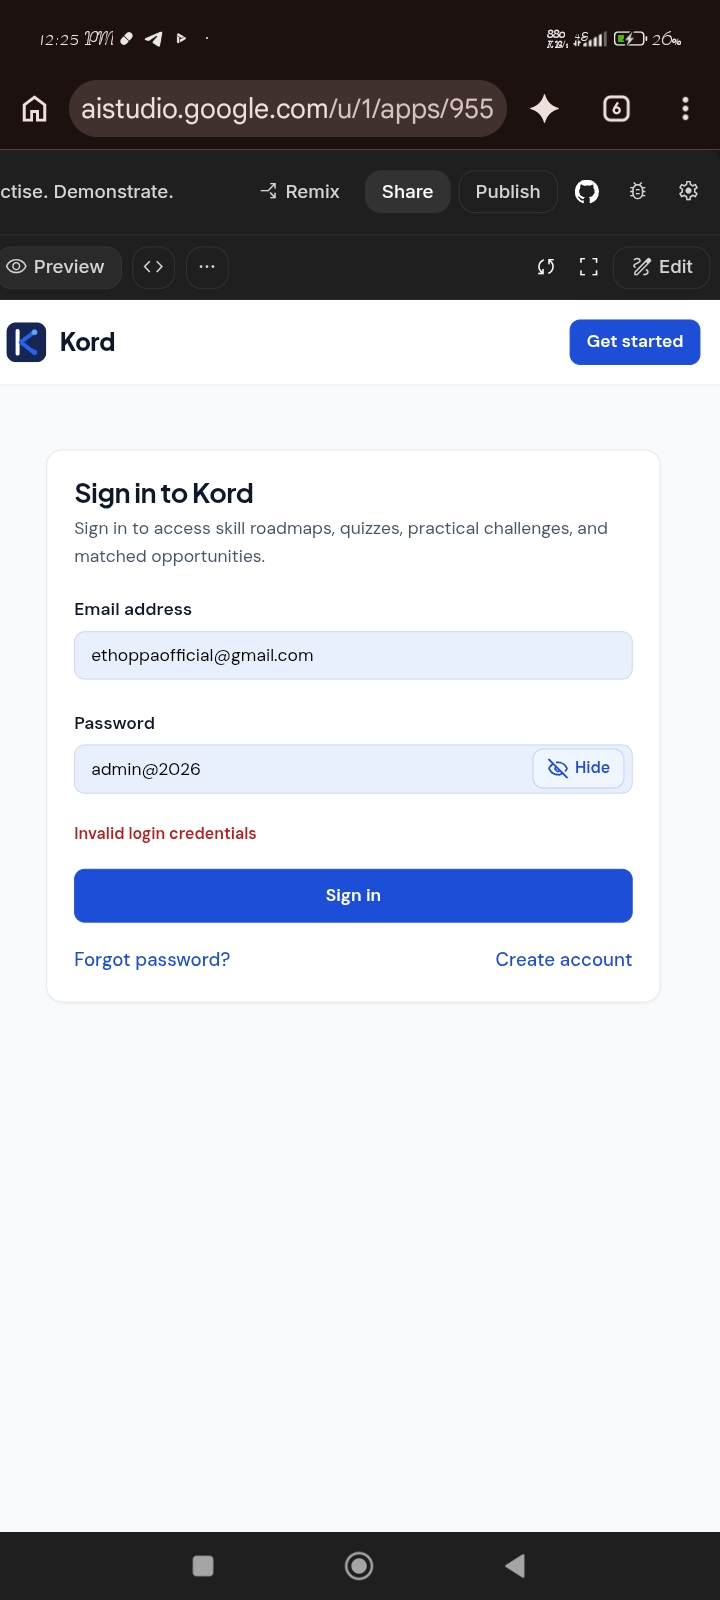 12:25 PM
880 K.B/s 4G 26%
aistudio.google.com/u/1/apps/955
6
ctise. Demonstrate.
Remix
Share
Publish
Preview
Edit
Kord
Get started
Sign in to Kord
Sign in to access skill roadmaps, quizzes, practical challenges, and
matched opportunities.
Email address
ethoppaofficial@gmail.com
Password
admin@2026
Hide
Invalid login credentials
Sign in
Forgot password?
Create account